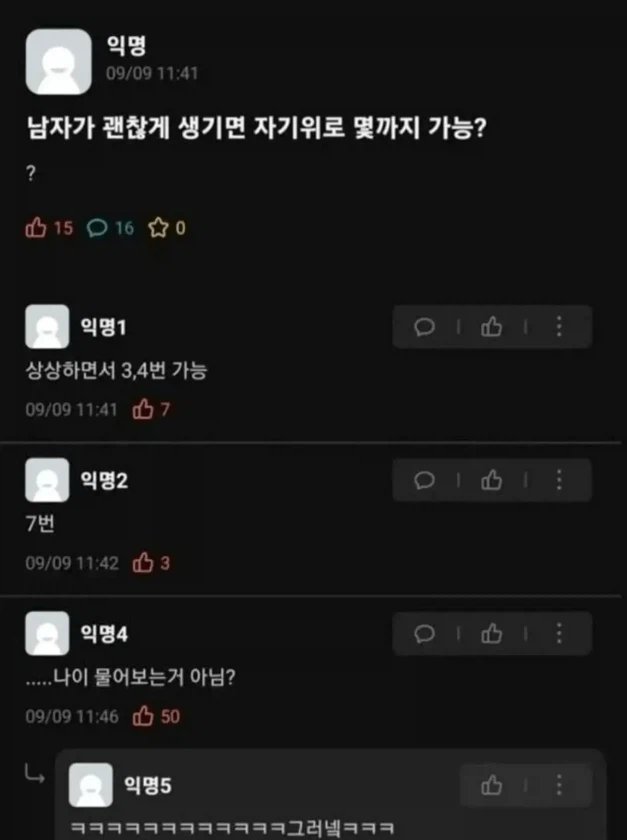 익명
09/09 11:41
남자가 괜찮게 생기면 자기위로 몇까지 가능?
?
15 16 0
익명1
상상하면서 3,4번 가능
09/09 11:41 7
익명2
7번
09/09 11:42 3
익명4
.....나이 물어보는거 아님?
09/09 11:46 50
익명5
ㅋㅋㅋㅋㅋㅋㅋㅋㅋㅋㅋㅋ그러넼ㅋㅋㅋ